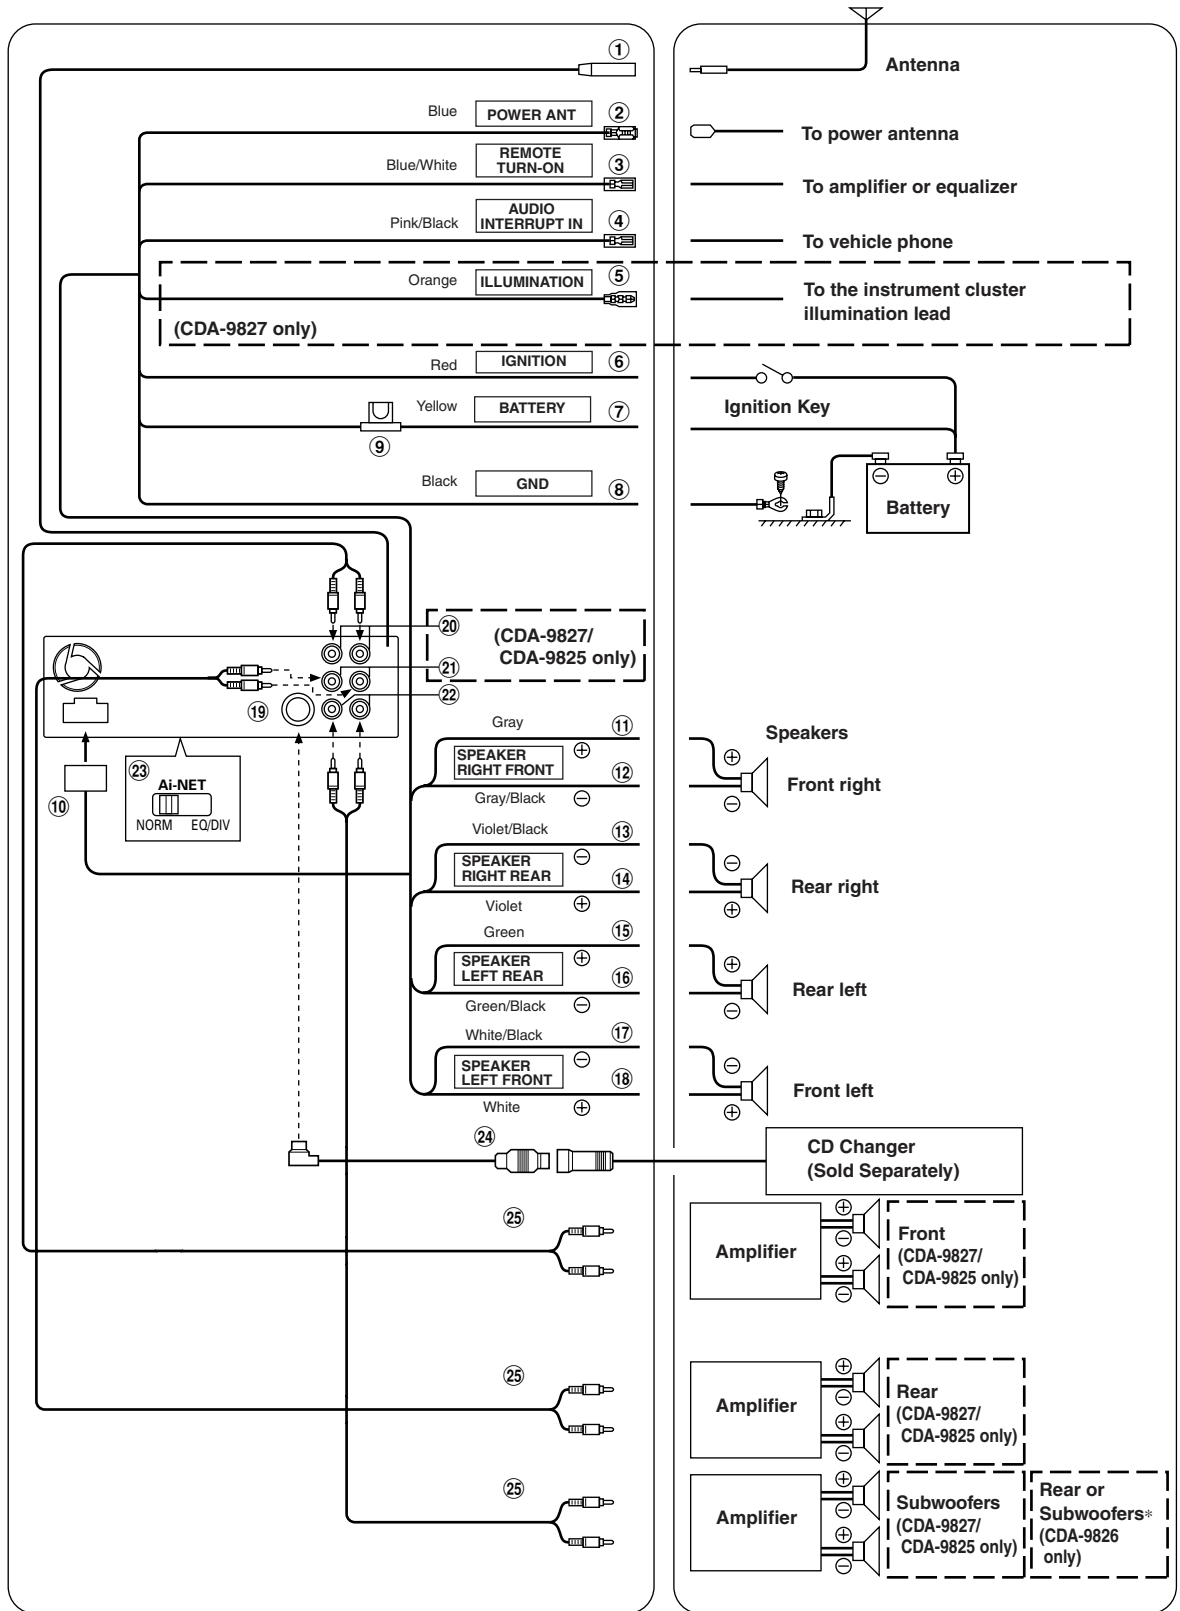 ①
Antenna
Blue POWER ANT ②
To power antenna
Blue/White REMOTE TURN-ON ③
To amplifier or equalizer
Pink/Black AUDIO INTERRUPT IN ④
To vehicle phone
Orange ILLUMINATION ⑤
(CDA-9827 only)
To the instrument cluster
illumination lead
Red IGNITION ⑥
Ignition Key
Yellow BATTERY ⑦
⑨
Black GND ⑧
⊖ ⊕
Battery
⑳
(CDA-9827/
CDA-9825 only)
㉑
㉒
⑲
⑩
㉓
Ai-NET
NORM EQ/DIV
Speakers
Gray ⑪
SPEAKER
RIGHT FRONT ⊕
⑫
Gray/Black ⊖
⊕
Front right
⊖
Violet/Black ⑬
SPEAKER
RIGHT REAR ⊖
⑭
Violet ⊕
⊖
Rear right
⊕
Green ⑮
SPEAKER
LEFT REAR ⊕
⑯
Green/Black ⊖
⊕
Rear left
⊖
White/Black ⑰
SPEAKER
LEFT FRONT ⊖
⑱
White ⊕
⊖
Front left
⊕
㉔
CD Changer
(Sold Separately)
㉕
Amplifier
⊕
⊖
⊕
⊖
Front
(CDA-9827/
CDA-9825 only)
㉕
Amplifier
⊕
⊖
⊕
⊖
Rear
(CDA-9827/
CDA-9825 only)
㉕
Amplifier
⊕
⊖
⊕
⊖
Subwoofers
(CDA-9827/
CDA-9825 only)
Rear or
Subwoofers*
(CDA-9826
only)